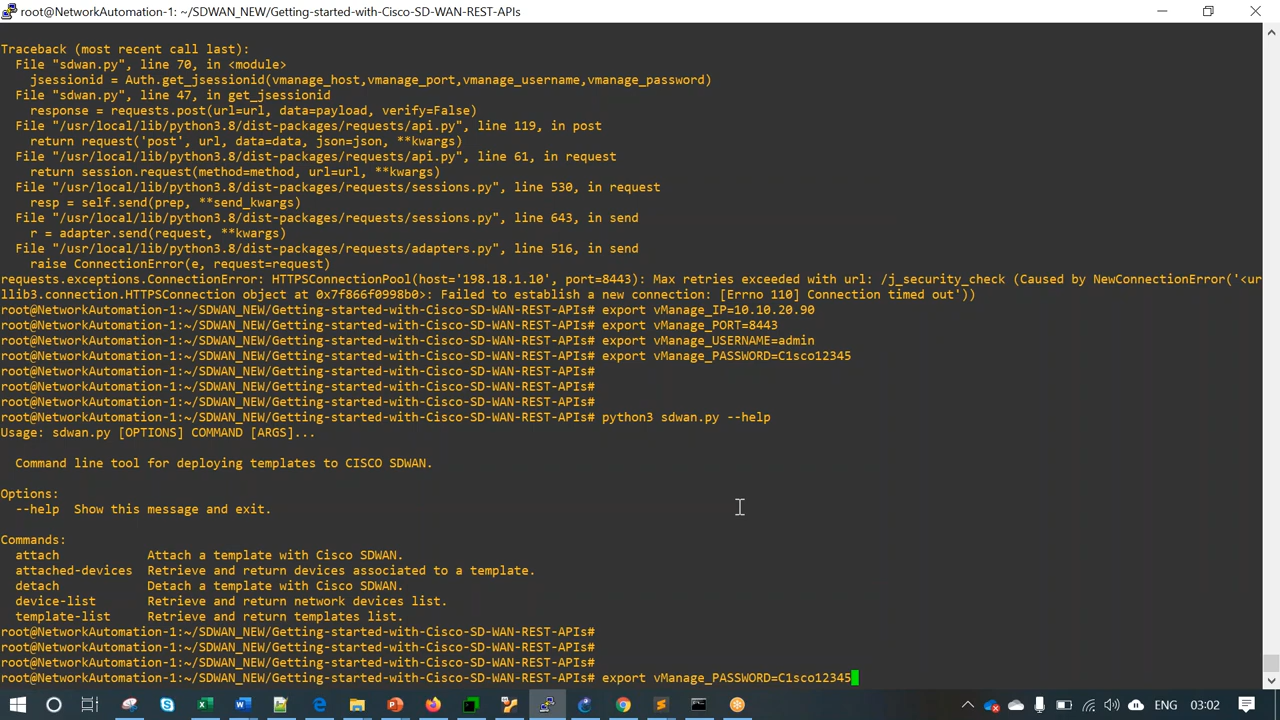 root@NetworkAutomation-1: ~/SDWAN_NEW/Getting-started-with-Cisco-SD-WAN-REST-APIs
Traceback (most recent call last):
  File "sdwan.py", line 70, in <module>
    jsessionid = Auth.get_jsessionid(vmanage_host,vmanage_port,vmanage_username,vmanage_password)
  File "sdwan.py", line 47, in get_jsessionid
    response = requests.post(url=url, data=payload, verify=False)
  File "/usr/local/lib/python3.8/dist-packages/requests/api.py", line 119, in post
    return request('post', url, data=data, json=json, **kwargs)
  File "/usr/local/lib/python3.8/dist-packages/requests/api.py", line 61, in request
    return session.request(method=method, url=url, **kwargs)
  File "/usr/local/lib/python3.8/dist-packages/requests/sessions.py", line 530, in request
    resp = self.send(prep, **send_kwargs)
  File "/usr/local/lib/python3.8/dist-packages/requests/sessions.py", line 643, in send
    r = adapter.send(request, **kwargs)
  File "/usr/local/lib/python3.8/dist-packages/requests/adapters.py", line 516, in send
    raise ConnectionError(e, request=request)
requests.exceptions.ConnectionError: HTTPSConnectionPool(host='198.18.1.10', port=8443): Max retries exceeded with url: /j_security_check (Caused by NewConnectionError('<ur
llib3.connection.HTTPSConnection object at 0x7f866f0998b0>: Failed to establish a new connection: [Errno 110] Connection timed out'))
root@NetworkAutomation-1:~/SDWAN_NEW/Getting-started-with-Cisco-SD-WAN-REST-APIs# export vManage_IP=10.10.20.90
root@NetworkAutomation-1:~/SDWAN_NEW/Getting-started-with-Cisco-SD-WAN-REST-APIs# export vManage_PORT=8443
root@NetworkAutomation-1:~/SDWAN_NEW/Getting-started-with-Cisco-SD-WAN-REST-APIs# export vManage_USERNAME=admin
root@NetworkAutomation-1:~/SDWAN_NEW/Getting-started-with-Cisco-SD-WAN-REST-APIs# export vManage_PASSWORD=C1sco12345
root@NetworkAutomation-1:~/SDWAN_NEW/Getting-started-with-Cisco-SD-WAN-REST-APIs#
root@NetworkAutomation-1:~/SDWAN_NEW/Getting-started-with-Cisco-SD-WAN-REST-APIs#
root@NetworkAutomation-1:~/SDWAN_NEW/Getting-started-with-Cisco-SD-WAN-REST-APIs#
root@NetworkAutomation-1:~/SDWAN_NEW/Getting-started-with-Cisco-SD-WAN-REST-APIs# python3 sdwan.py --help
Usage: sdwan.py [OPTIONS] COMMAND [ARGS]...
  Command line tool for deploying templates to CISCO SDWAN.
Options:
  --help  Show this message and exit.
Commands:
  attach            Attach a template with Cisco SDWAN.
  attached-devices  Retrieve and return devices associated to a template.
  detach            Detach a template with Cisco SDWAN.
  device-list       Retrieve and return network devices list.
  template-list     Retrieve and return templates list.
root@NetworkAutomation-1:~/SDWAN_NEW/Getting-started-with-Cisco-SD-WAN-REST-APIs#
root@NetworkAutomation-1:~/SDWAN_NEW/Getting-started-with-Cisco-SD-WAN-REST-APIs#
root@NetworkAutomation-1:~/SDWAN_NEW/Getting-started-with-Cisco-SD-WAN-REST-APIs#
root@NetworkAutomation-1:~/SDWAN_NEW/Getting-started-with-Cisco-SD-WAN-REST-APIs# export vManage_PASSWORD=C1sco12345
ENG 03:02